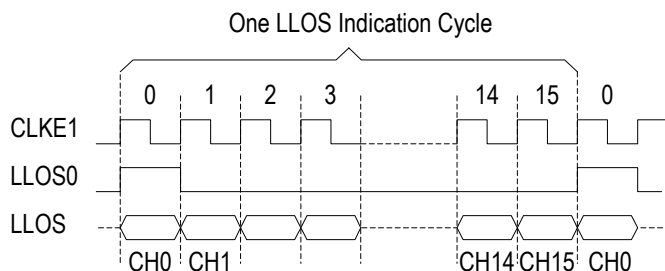 One LLOS Indication Cycle
0 1 2 3 14 15 0
CLKE1
LLOS0
LLOS
CH0 CH1 CH14 CH15 CH0